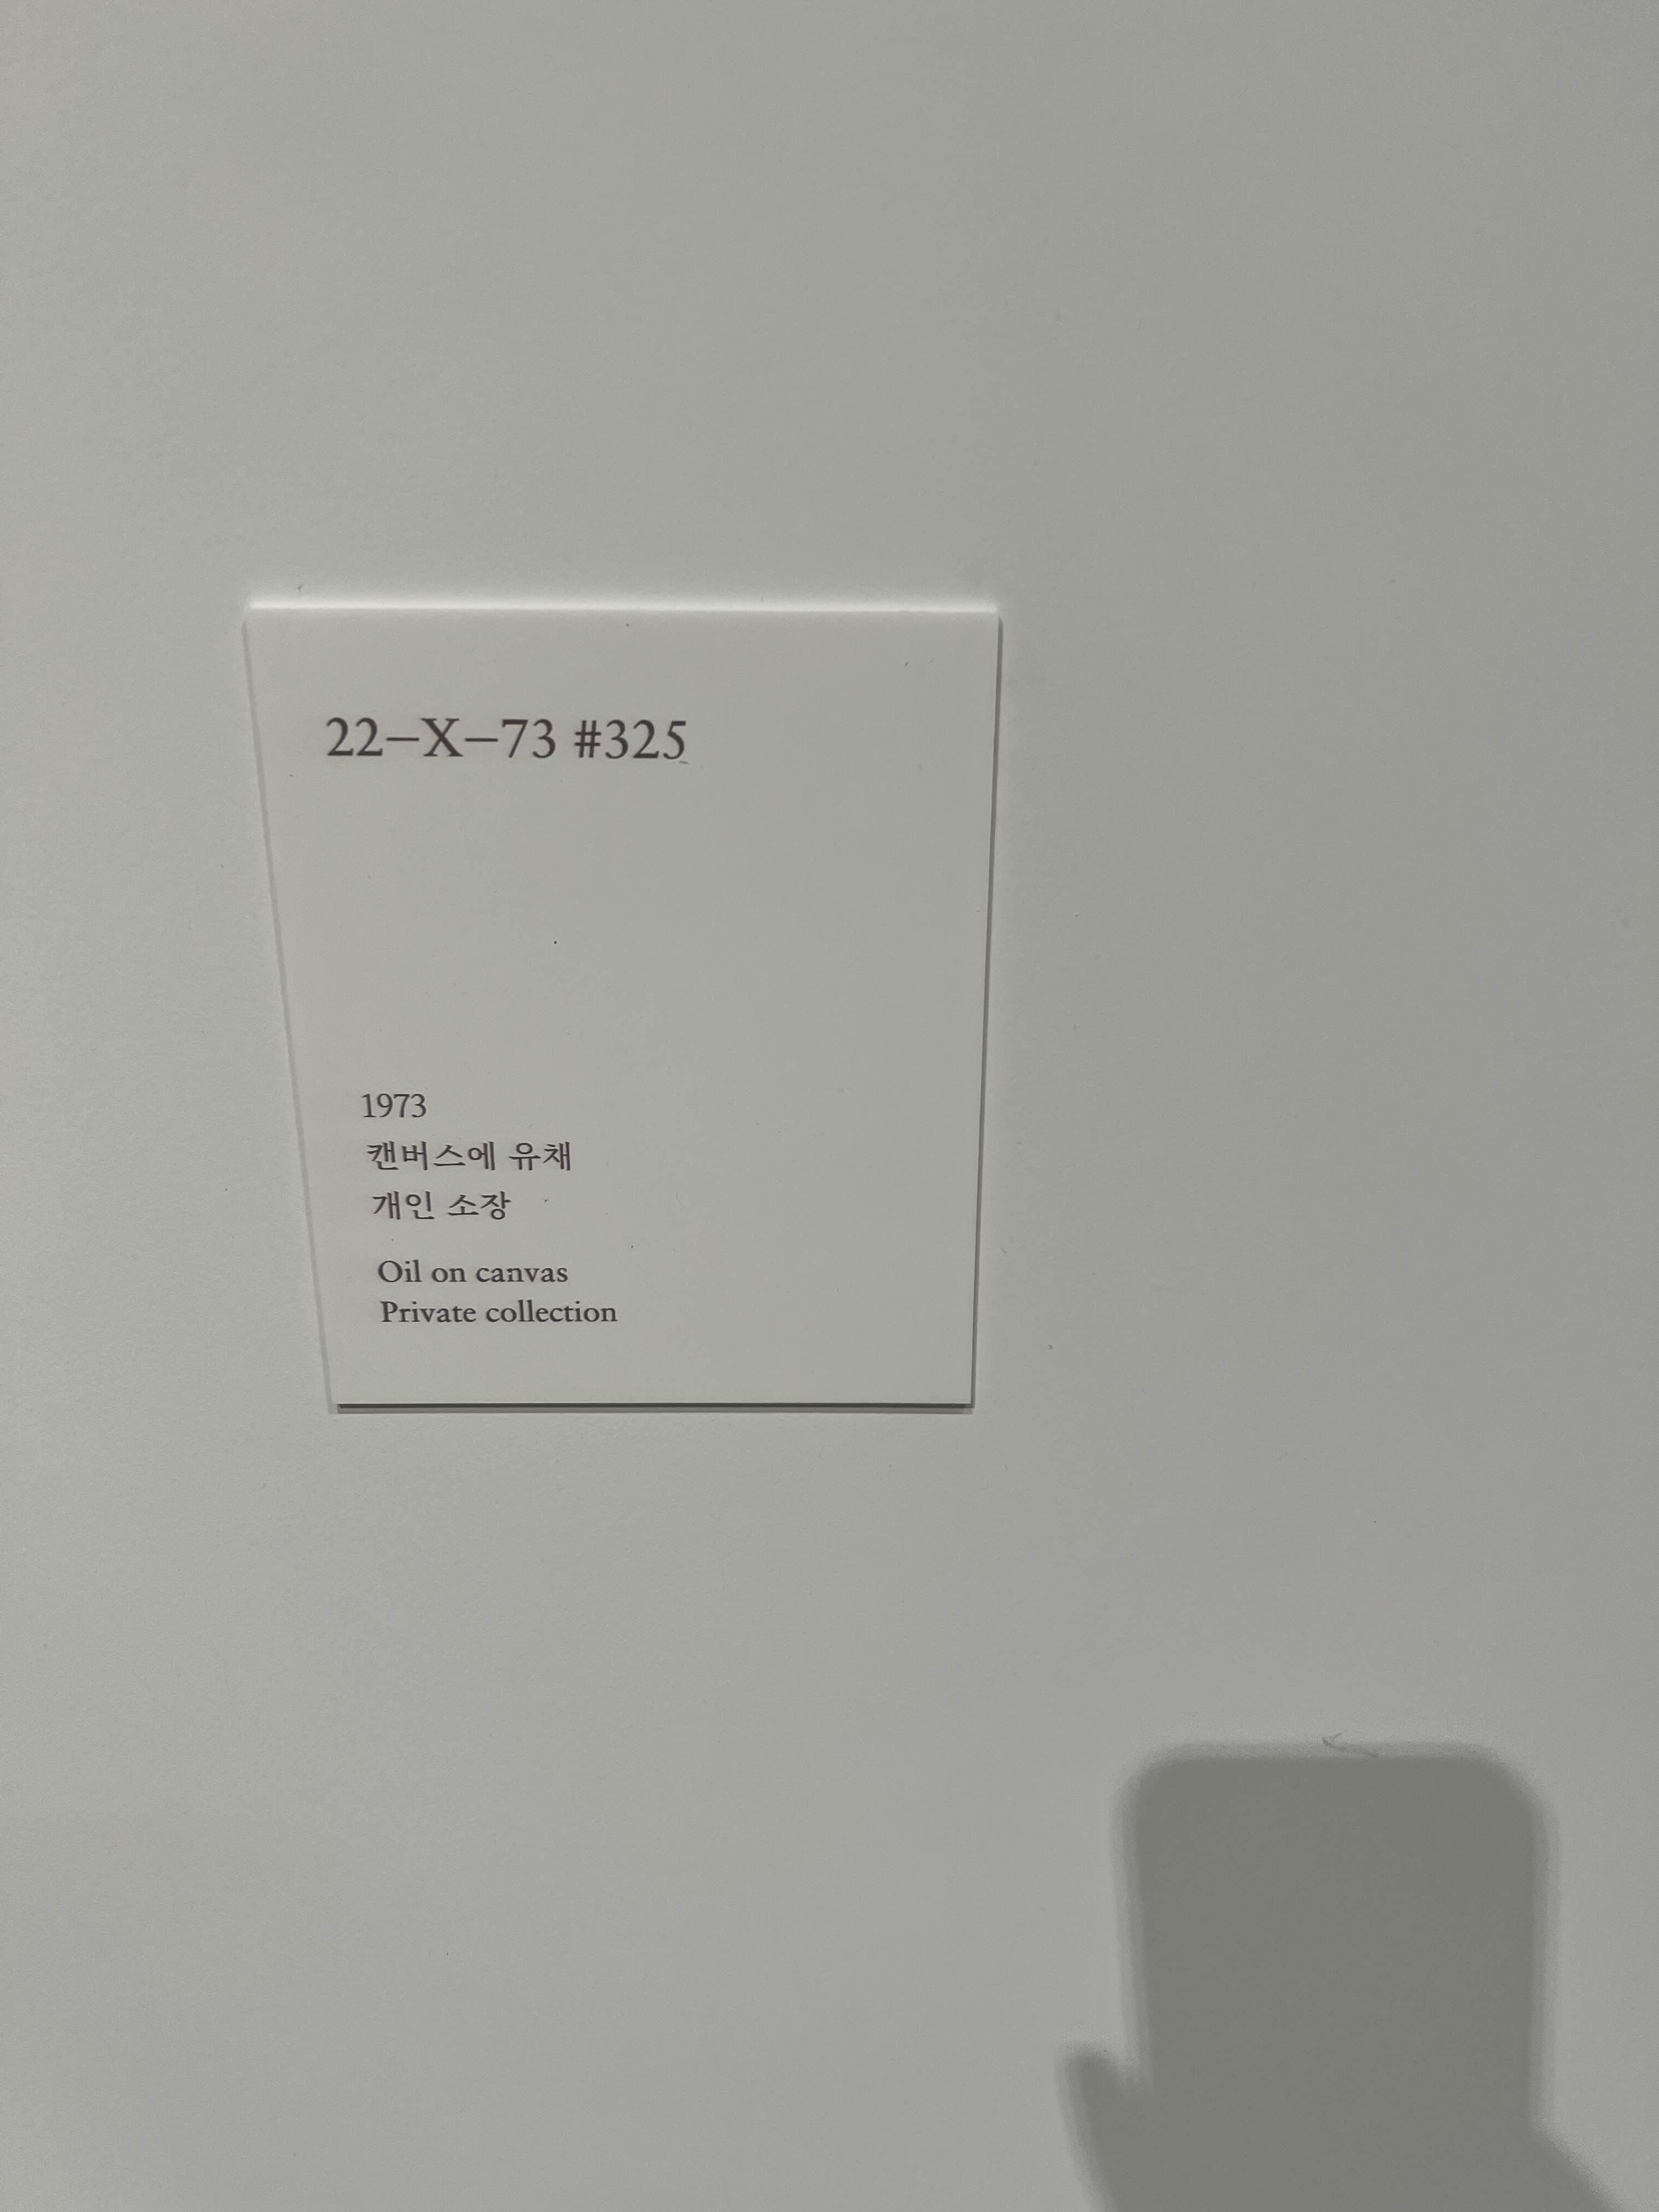 22–X–73 #325
1973
캔버스에 유채
개인 소장
Oil on canvas
Private collection